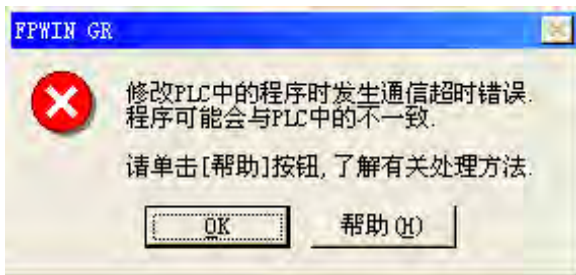 FPWIN GR
修改PLC中的程序时发生通信超时错误.
程序可能会与PLC中的不一致.
请单击[帮助]按钮,了解有关处理方法.
OK
帮助(H)